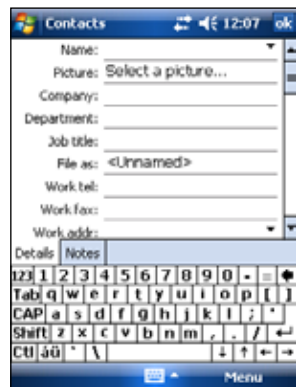 Contacts 12:07 ok
Name:
Picture: Select a picture...
Company:
Department:
Job title:
File as: <Unnamed>
Work tel:
Work fax:
Work addr:
Details Notes
123 1 2 3 4 5 6 7 8 9 0 - =
Tab q w e r t y u i o p [ ]
CAP a s d f g h j k l ; '
Shift z x c v b n m , . /
Ctl áü ` \
Menu